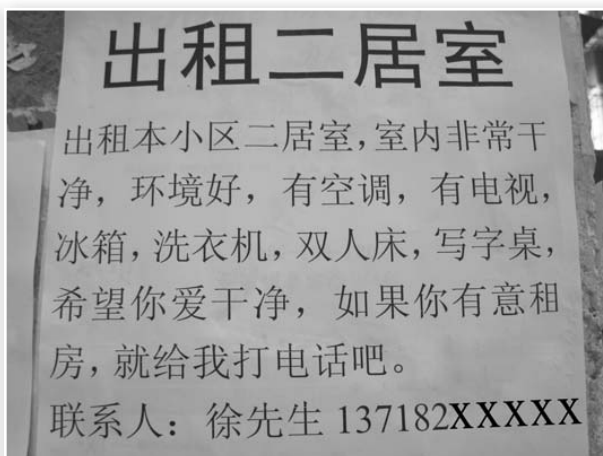 出租二居室
出租本小区二居室，室内非常干
净，环境好，有空调，有电视，
冰箱，洗衣机，双人床，写字桌，
希望你爱干净，如果你有意租
房，就给我打电话吧。
联系人：徐先生 137182XXXXX